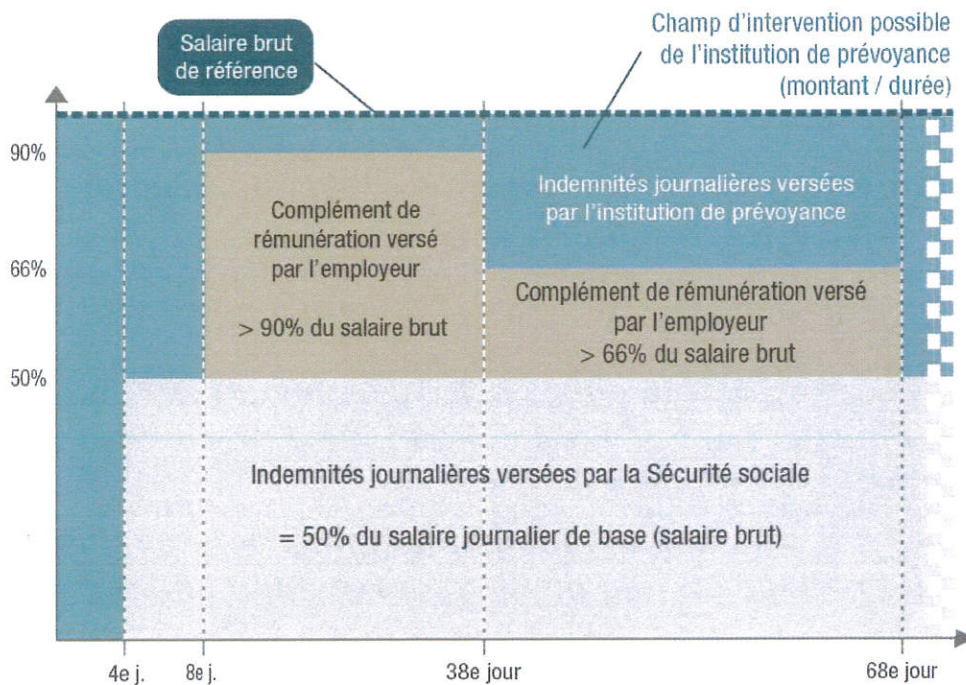 Salaire brut
de référence
Champ d'intervention possible
de l'institution de prévoyance
(montant / durée)
90%
66%
50%
Complément de
rémunération versé
par l'employeur
> 90% du salaire brut
Indemnités journalières versées
par l'institution de prévoyance
Complément de rémunération versé
par l'employeur
> 66% du salaire brut
Indemnités journalières versées par la Sécurité sociale
= 50% du salaire journalier de base (salaire brut)
4e j.
8e j.
38e jour
68e jour